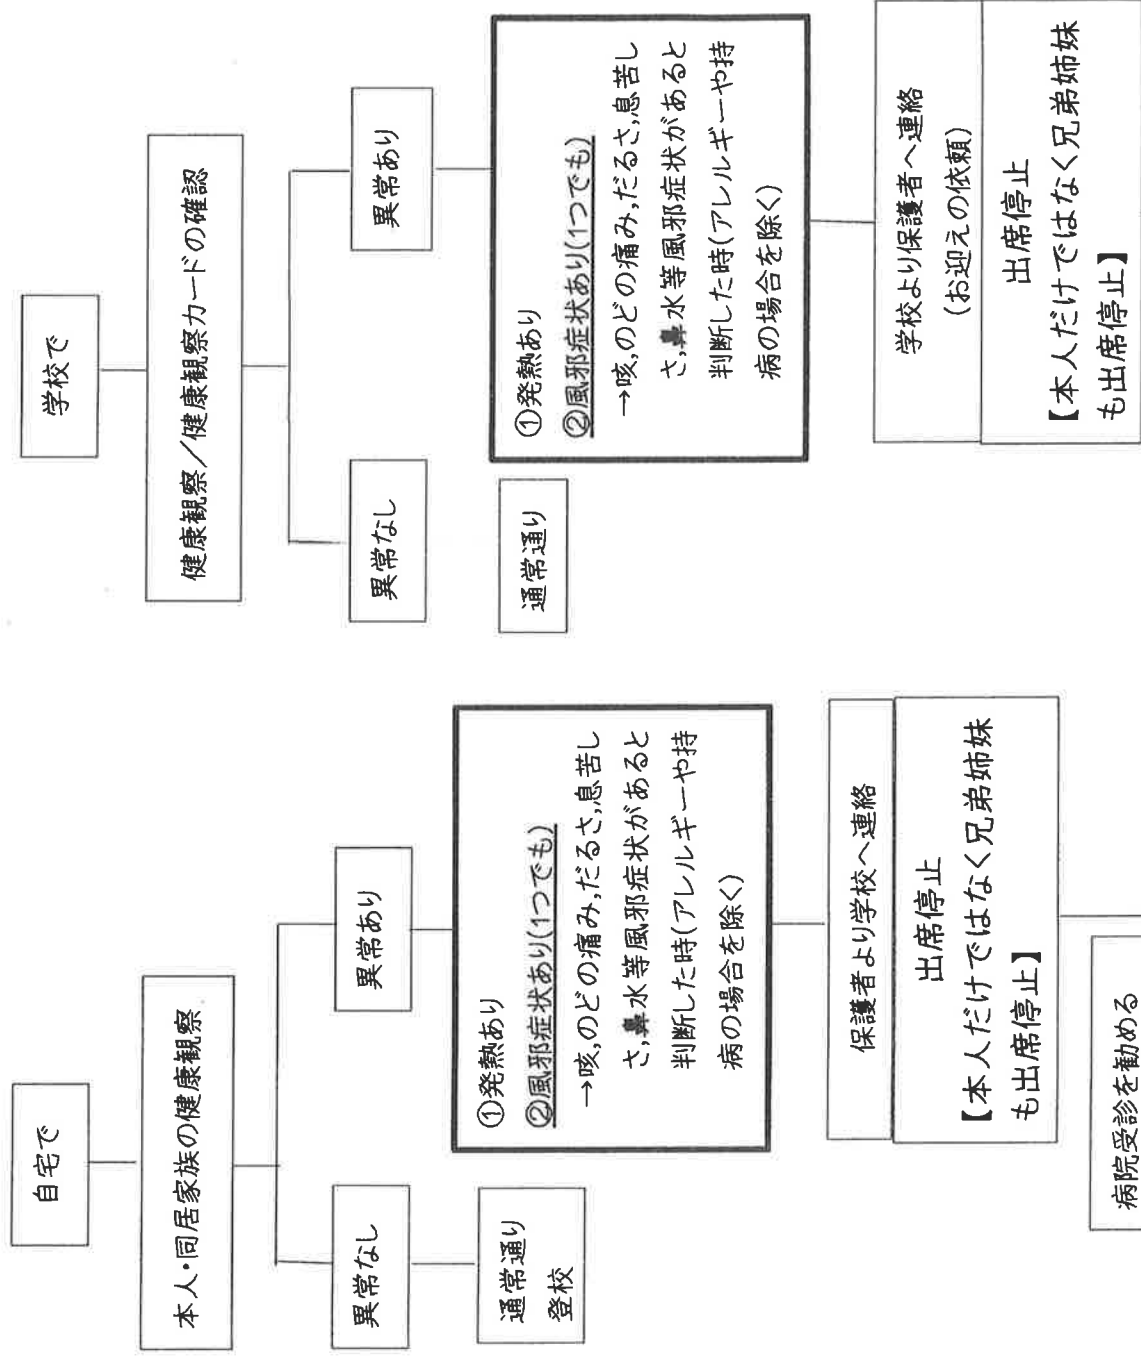 自宅で
本人・同居家族の健康観察
異常なし
異常あり
通常通り
登校
①発熱あり
②風邪症状あり(1つでも)
→咳,のどの痛み,だるさ,息苦し
さ,鼻水等風邪症状があると
判断した時(アレルギーや持
病の場合を除く)
保護者より学校へ連絡
出席停止
【本人だけではなく兄弟姉妹
も出席停止】
病院受診を勧める
学校で
健康観察/健康観察カードの確認
異常なし
異常あり
通常通り
①発熱あり
②風邪症状あり(1つでも)
→咳,のどの痛み,だるさ,息苦し
さ,鼻水等風邪症状があると
判断した時(アレルギーや持
病の場合を除く)
学校より保護者へ連絡
(お迎えの依頼)
出席停止
【本人だけではなく兄弟姉妹
も出席停止】